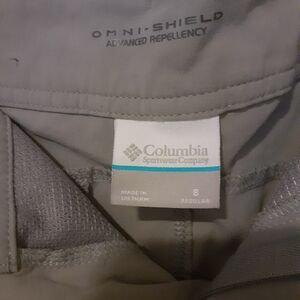 OMNI-SHIELD
ADVANCED REPELLENCY
Columbia
Sportswear Company
MADE IN
VIETNAM
8
REGULAR